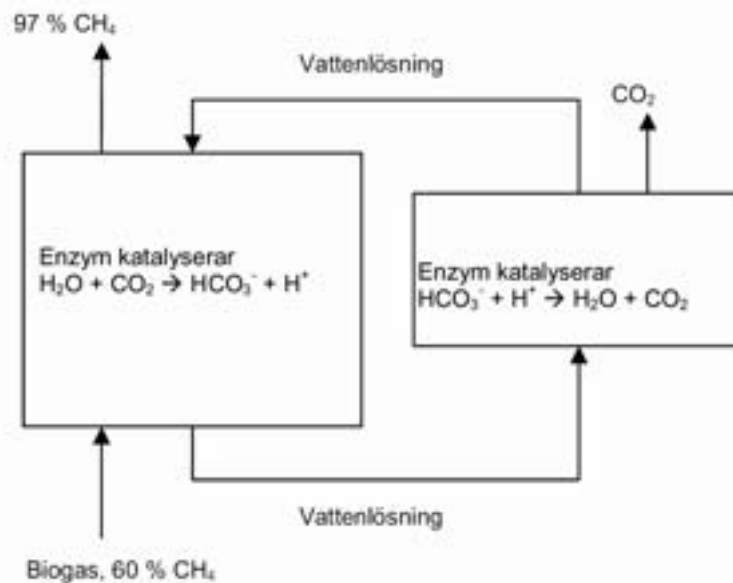 97 % CH₄
Vattenlösning
CO₂
Enzym katalyserar
H₂O + CO₂ → HCO₃⁻ + H⁺
Enzym katalyserar
HCO₃⁻ + H⁺ → H₂O + CO₂
Vattenlösning
Biogas, 60 % CH₄